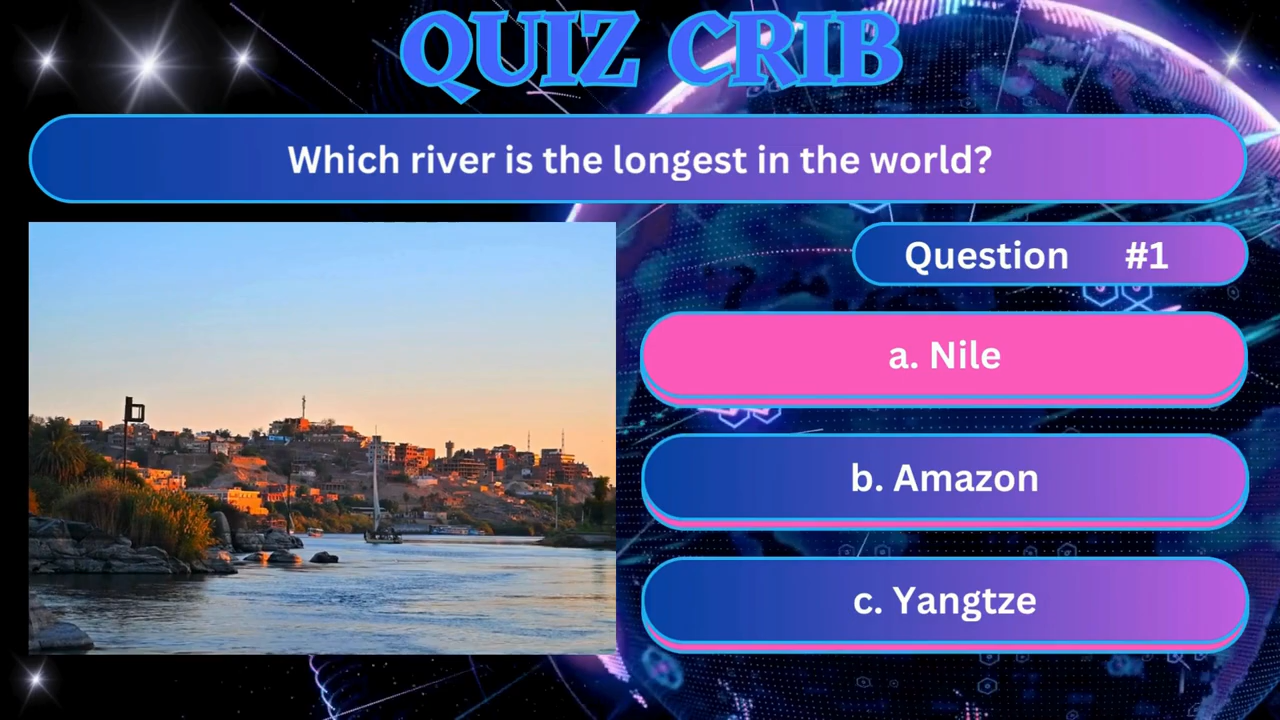 QUIZ CRIB
Which river is the longest in the world?
Question #1
a. Nile
b. Amazon
c. Yangtze